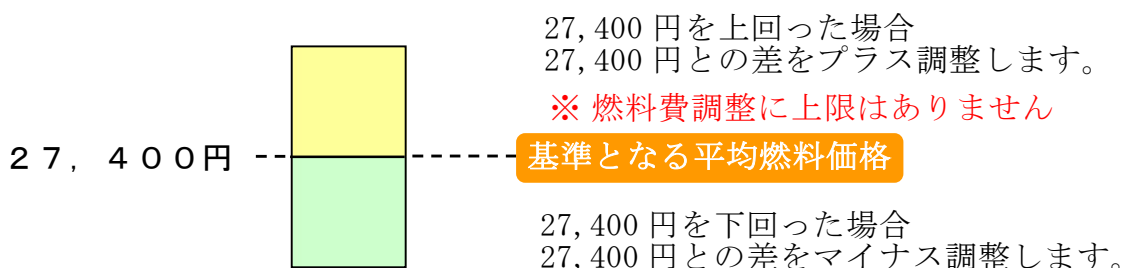 27,400円を上回った場合
27,400円との差をプラス調整します。
※ 燃料費調整に上限はありません
２７，４００円
基準となる平均燃料価格
27,400円を下回った場合
27,400円との差をマイナス調整します。